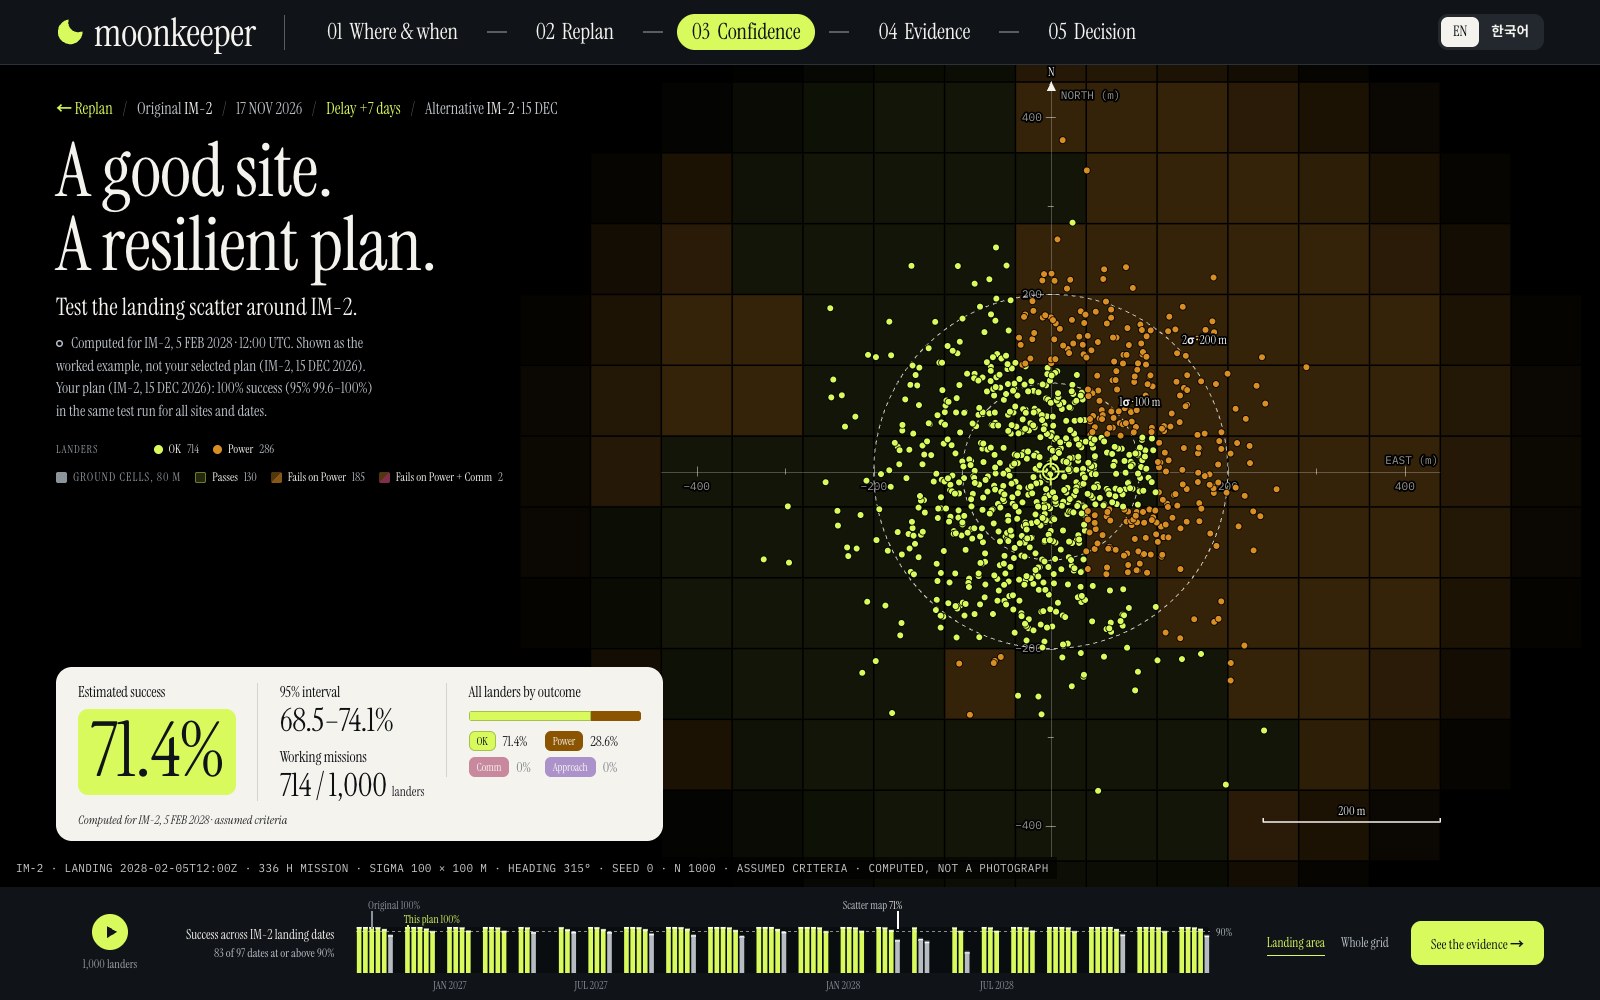 moonkeeper
01 Where & when
02 Replan
03 Confidence
04 Evidence
05 Decision
EN
한국어
← Replan / Original IM-2 / 17 NOV 2026 / Delay +7 days / Alternative IM-2 · 15 DEC
A good site.
A resilient plan.
Test the landing scatter around IM-2.
Computed for IM-2, 5 FEB 2028 · 12:00 UTC. Shown as the
worked example, not your selected plan (IM-2, 15 DEC 2026).
Your plan (IM-2, 15 DEC 2026): 100% success (95% 99.6–100%)
in the same test run for all sites and dates.
LANDERS OK 714 Power 286
GROUND CELLS, 80 M Passes 130 Fails on Power 185 Fails on Power + Comm 2
N
NORTH (m)
400
200
2σ · 200 m
1σ · 100 m
EAST (m)
−400
−200
200
400
−200
−400
200 m
Estimated success
71.4%
95% interval
68.5–74.1%
Working missions
714 / 1,000 landers
All landers by outcome
OK 71.4% Power 28.6%
Comm 0% Approach 0%
Computed for IM-2, 5 FEB 2028 · assumed criteria
IM-2 · LANDING 2028-02-05T12:00Z · 336 H MISSION · SIGMA 100 × 100 M · HEADING 315° · SEED 0 · N 1000 · ASSUMED CRITERIA · COMPUTED, NOT A PHOTOGRAPH
1,000 landers
Success across IM-2 landing dates
83 of 97 dates at or above 90%
Original 100%
This plan 100%
Scatter map 71%
90%
JAN 2027
JUL 2027
JAN 2028
JUL 2028
Landing area
Whole grid
See the evidence →